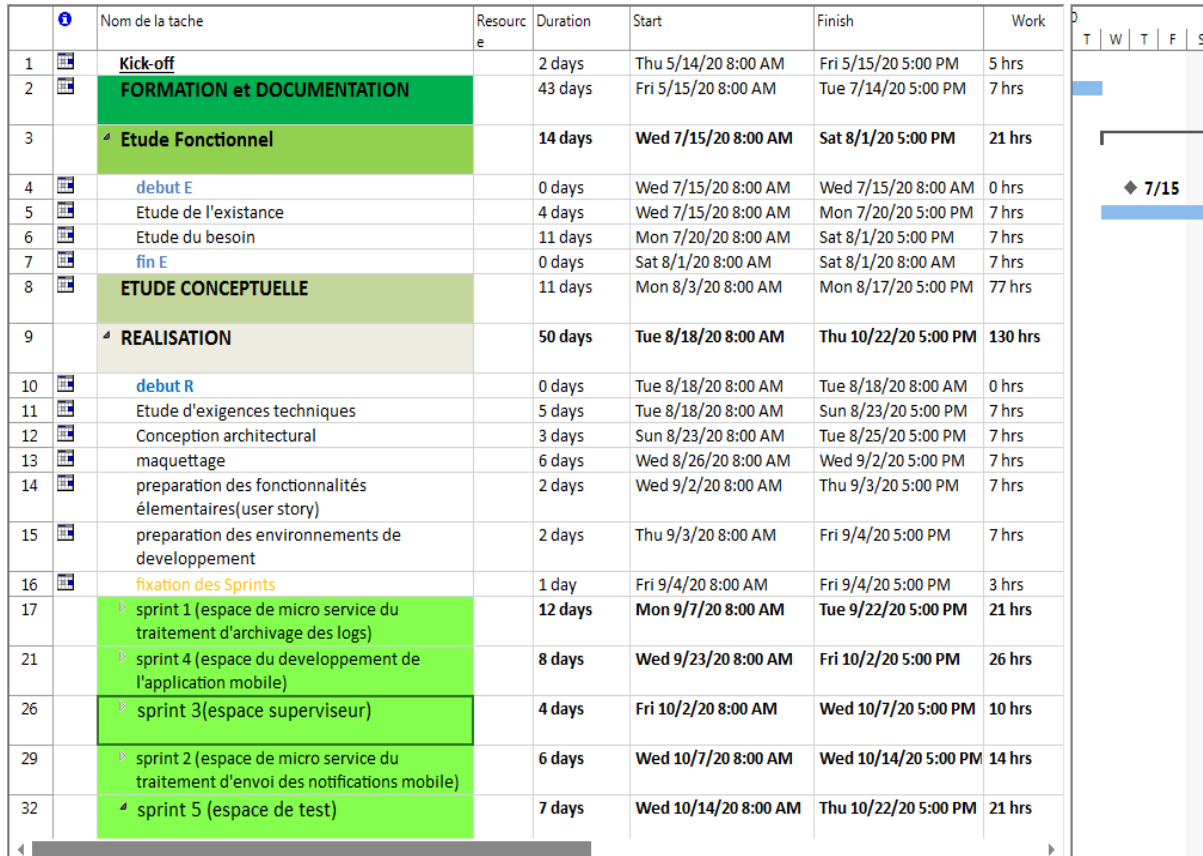 Nom de la tache Resource Duration Start Finish Work
T W T F S
1 Kick-off 2 days Thu 5/14/20 8:00 AM Fri 5/15/20 5:00 PM 5 hrs
2 FORMATION et DOCUMENTATION 43 days Fri 5/15/20 8:00 AM Tue 7/14/20 5:00 PM 7 hrs
3 Etude Fonctionnel 14 days Wed 7/15/20 8:00 AM Sat 8/1/20 5:00 PM 21 hrs
4 debut E 0 days Wed 7/15/20 8:00 AM Wed 7/15/20 8:00 AM 0 hrs 7/15
5 Etude de l'existance 4 days Wed 7/15/20 8:00 AM Mon 7/20/20 5:00 PM 7 hrs
6 Etude du besoin 11 days Mon 7/20/20 8:00 AM Sat 8/1/20 5:00 PM 7 hrs
7 fin E 0 days Sat 8/1/20 8:00 AM Sat 8/1/20 8:00 AM 7 hrs
8 ETUDE CONCEPTUELLE 11 days Mon 8/3/20 8:00 AM Mon 8/17/20 5:00 PM 77 hrs
9 REALISATION 50 days Tue 8/18/20 8:00 AM Thu 10/22/20 5:00 PM 130 hrs
10 debut R 0 days Tue 8/18/20 8:00 AM Tue 8/18/20 8:00 AM 0 hrs
11 Etude d'exigences techniques 5 days Tue 8/18/20 8:00 AM Sun 8/23/20 5:00 PM 7 hrs
12 Conception architectural 3 days Sun 8/23/20 8:00 AM Tue 8/25/20 5:00 PM 7 hrs
13 maquettage 6 days Wed 8/26/20 8:00 AM Wed 9/2/20 5:00 PM 7 hrs
14 preparation des fonctionnalités 2 days Wed 9/2/20 8:00 AM Thu 9/3/20 5:00 PM 7 hrs
élementaires(user story)
15 preparation des environnements de 2 days Thu 9/3/20 8:00 AM Fri 9/4/20 5:00 PM 7 hrs
developpement
16 fixation des Sprints 1 day Fri 9/4/20 8:00 AM Fri 9/4/20 5:00 PM 3 hrs
17 sprint 1 (espace de micro service du 12 days Mon 9/7/20 8:00 AM Tue 9/22/20 5:00 PM 21 hrs
traitement d'archivage des logs)
21 sprint 4 (espace du developpement de 8 days Wed 9/23/20 8:00 AM Fri 10/2/20 5:00 PM 26 hrs
l'application mobile)
26 sprint 3(espace superviseur) 4 days Fri 10/2/20 8:00 AM Wed 10/7/20 5:00 PM 10 hrs
29 sprint 2 (espace de micro service du 6 days Wed 10/7/20 8:00 AM Wed 10/14/20 5:00 PM 14 hrs
traitement d'envoi des notifications mobile)
32 sprint 5 (espace de test) 7 days Wed 10/14/20 8:00 AM Thu 10/22/20 5:00 PM 21 hrs